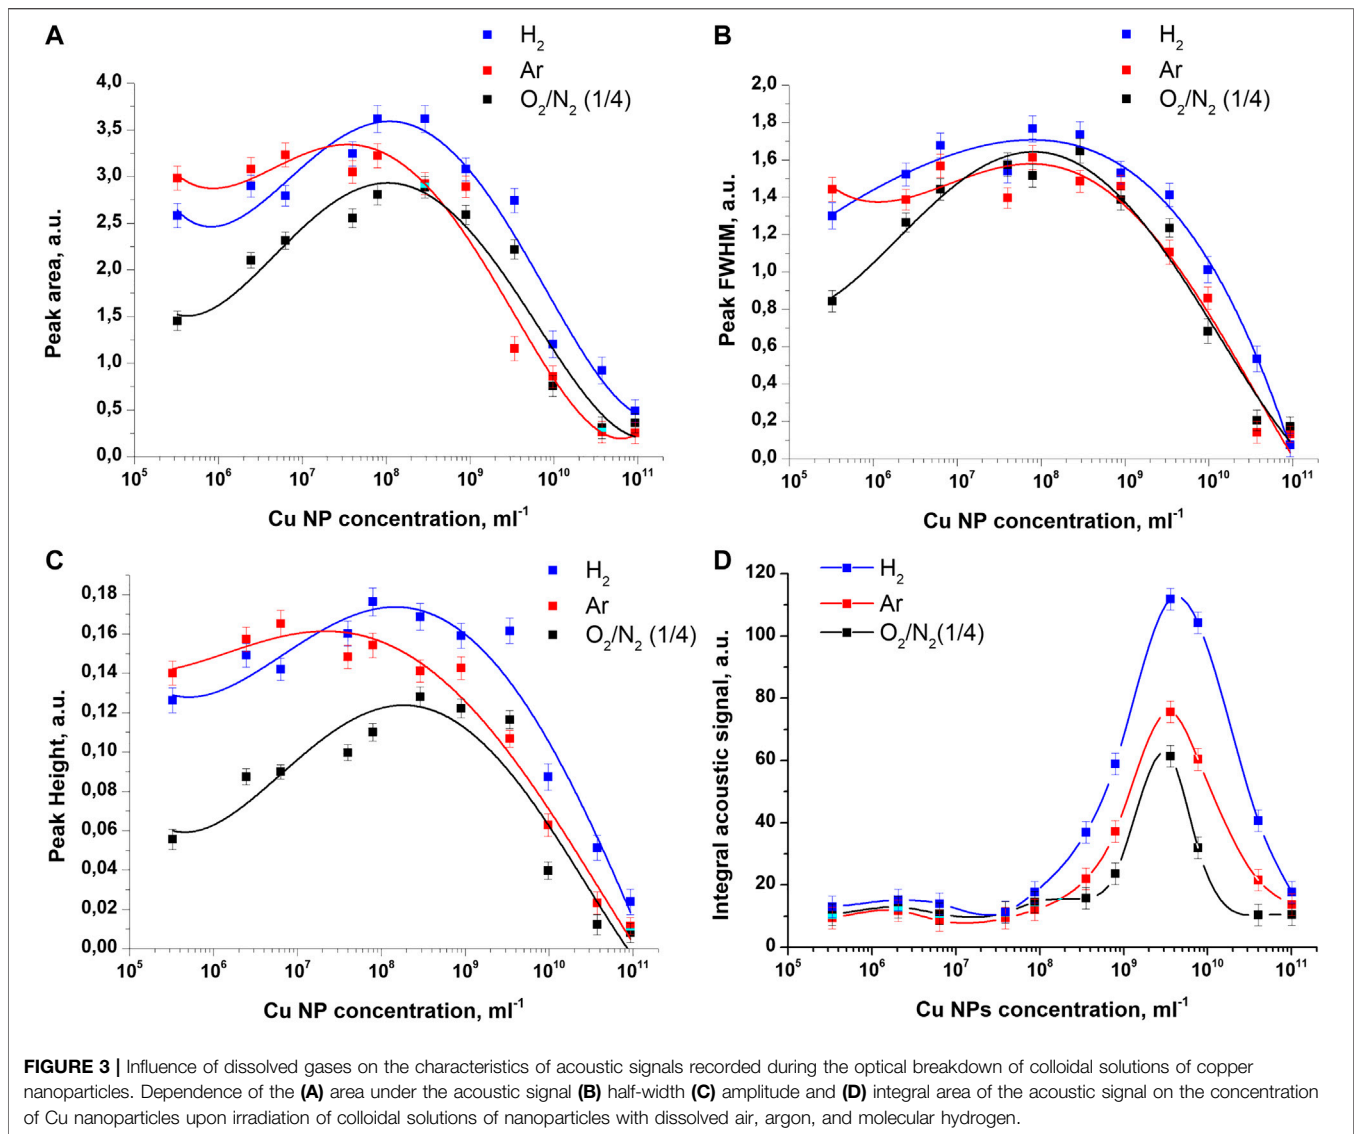 A
H2
Ar
O2/N2 (1/4)
4,0
3,5
3,0
2,5
2,0
1,5
1,0
0,5
0,0
Peak area, a.u.
10^5 10^6 10^7 10^8 10^9 10^10 10^11
Cu NP concentration, ml^-1
B
H2
Ar
O2/N2 (1/4)
2,0
1,8
1,6
1,4
1,2
1,0
0,8
0,6
0,4
0,2
0,0
Peak FWHM, a.u.
10^5 10^6 10^7 10^8 10^9 10^10 10^11
Cu NP concentration, ml^-1
C
H2
Ar
O2/N2 (1/4)
0,18
0,16
0,14
0,12
0,10
0,08
0,06
0,04
0,02
0,00
Peak Height, a.u.
10^5 10^6 10^7 10^8 10^9 10^10 10^11
Cu NP concentration, ml^-1
D
H2
Ar
O2/N2(1/4)
120
100
80
60
40
20
0
Integral acoustic signal, a.u.
10^5 10^6 10^7 10^8 10^9 10^10 10^11
Cu NPs concentration, ml^-1
FIGURE 3 | Influence of dissolved gases on the characteristics of acoustic signals recorded during the optical breakdown of colloidal solutions of copper
nanoparticles. Dependence of the (A) area under the acoustic signal (B) half-width (C) amplitude and (D) integral area of the acoustic signal on the concentration
of Cu nanoparticles upon irradiation of colloidal solutions of nanoparticles with dissolved air, argon, and molecular hydrogen.